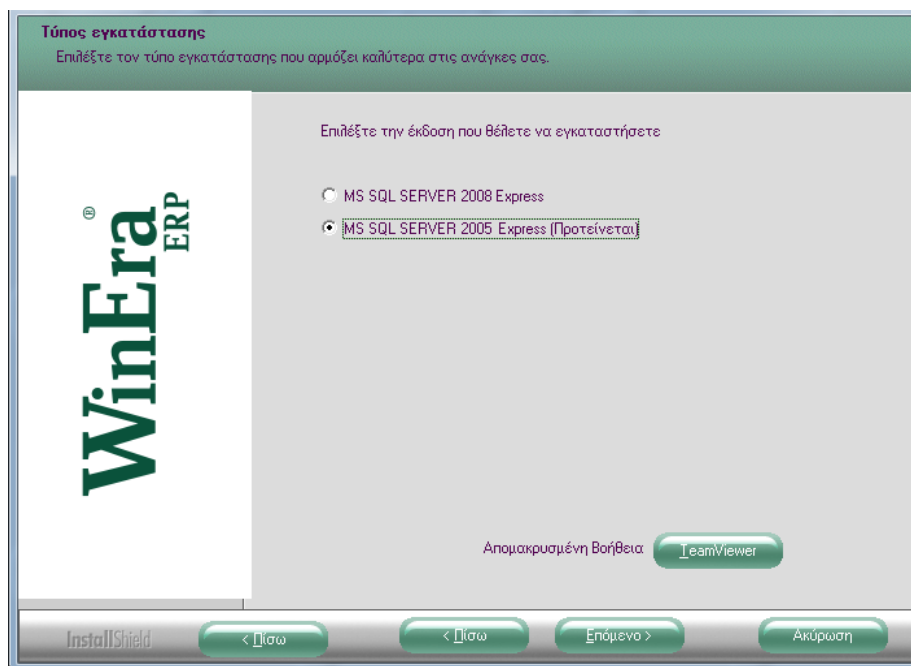 Τύπος εγκατάστασης
Επιλέξτε τον τύπο εγκατάστασης που αρμόζει καλύτερα στις ανάγκες σας.
Επιλέξτε την έκδοση που θέλετε να εγκαταστήσετε
MS SQL SERVER 2008 Express
MS SQL SERVER 2005 Express (Προτείνεται)
WinEra®
ERP
Απομακρυσμένη Βοήθεια TeamViewer
InstallShield < Πίσω < Πίσω Επόμενο > Ακύρωση